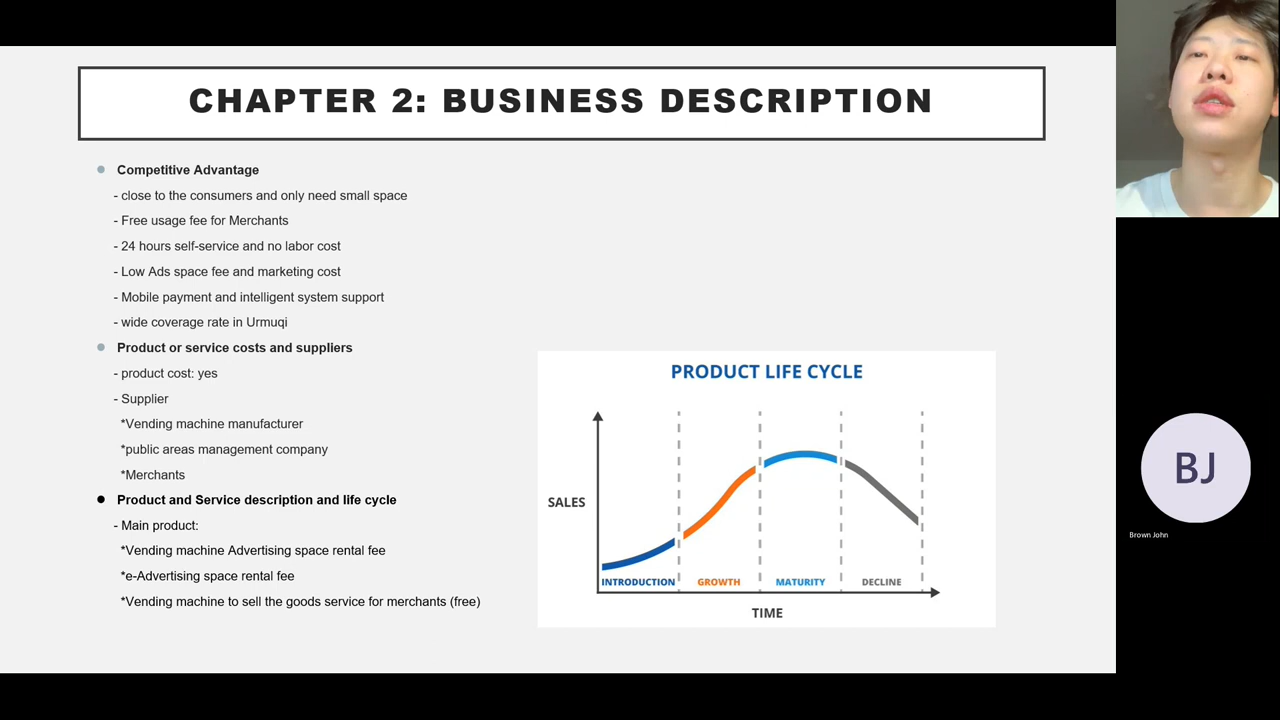 CHAPTER 2: BUSINESS DESCRIPTION
Competitive Advantage
- close to the consumers and only need small space
- Free usage fee for Merchants
- 24 hours self-service and no labor cost
- Low Ads space fee and marketing cost
- Mobile payment and intelligent system support
- wide coverage rate in Urmuqi
Product or service costs and suppliers
- product cost: yes
- Supplier
*Vending machine manufacturer
*public areas management company
*Merchants
Product and Service description and life cycle
- Main product:
*Vending machine Advertising space rental fee
*e-Advertising space rental fee
*Vending machine to sell the goods service for merchants (free)
PRODUCT LIFE CYCLE
SALES
INTRODUCTION GROWTH MATURITY DECLINE
TIME
BJ
Brown John